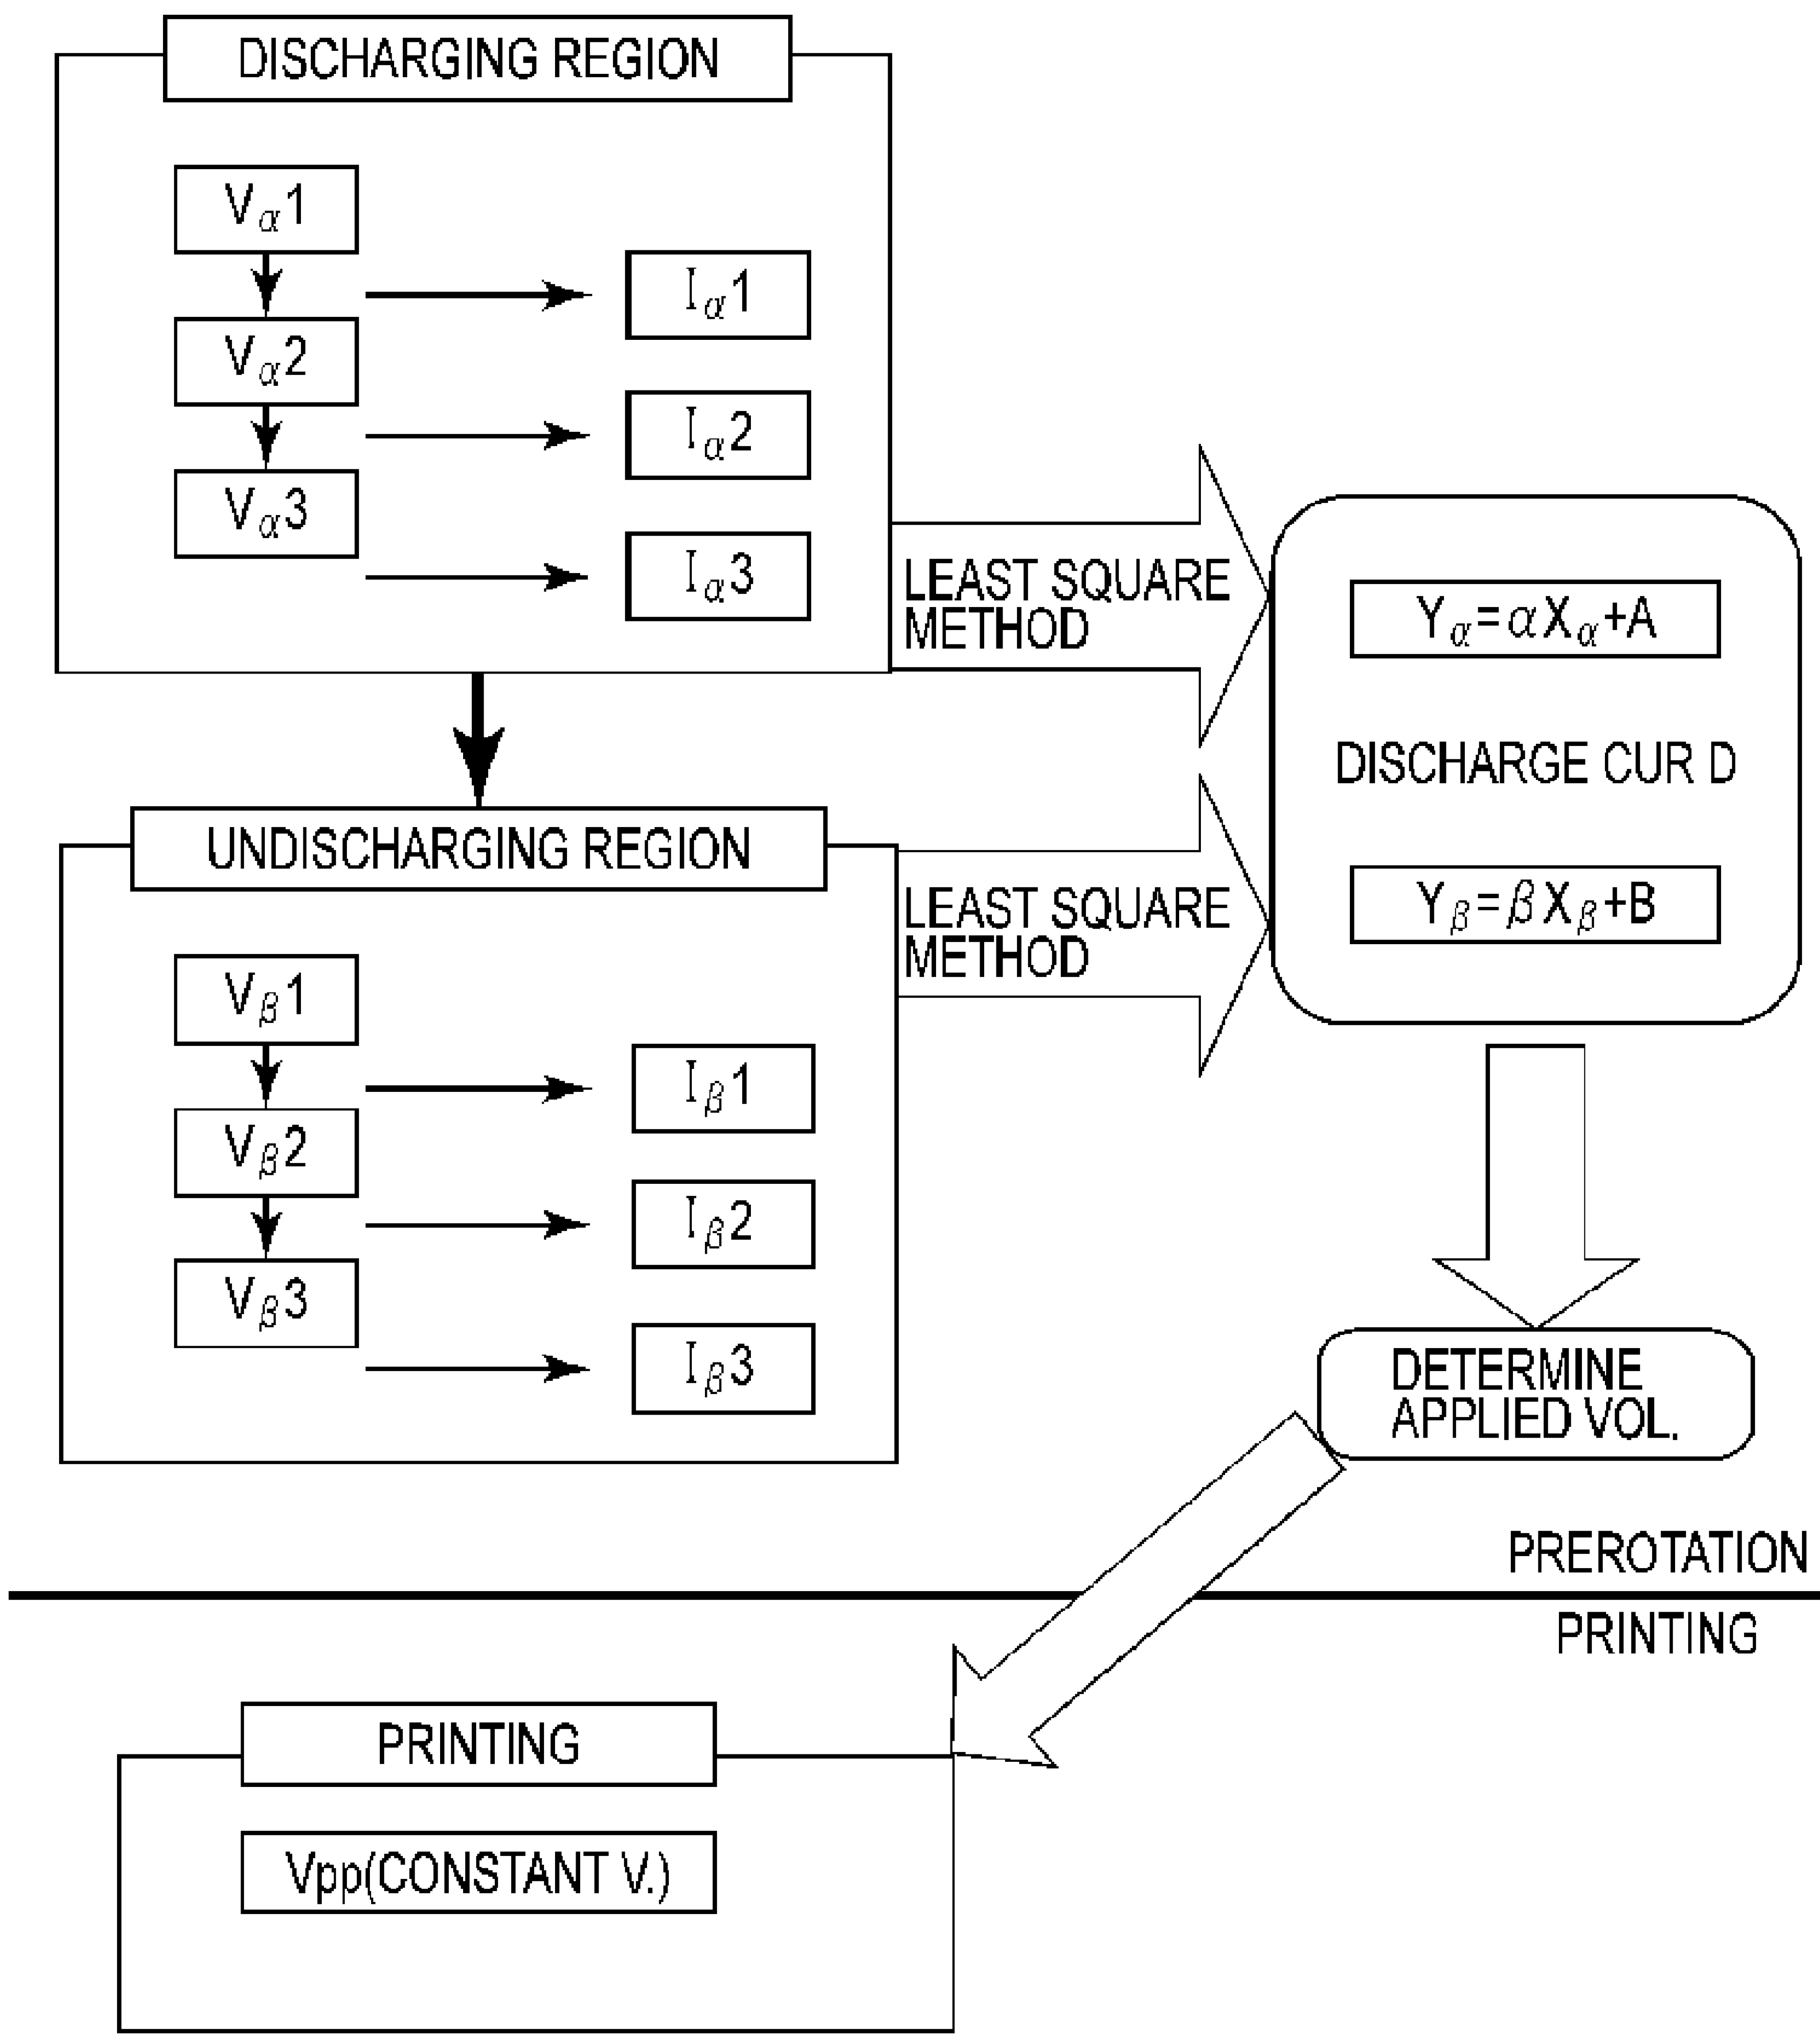 DISCHARGING REGION
Vα1
Iα1
Vα2
Iα2
Vα3
Iα3
LEAST SQUARE
METHOD
Yα=αXα+A
DISCHARGE CUR D
Yβ=βXβ+B
UNDISCHARGING REGION
LEAST SQUARE
METHOD
Vβ1
Iβ1
Vβ2
Iβ2
Vβ3
Iβ3
DETERMINE
APPLIED VOL.
PREROTATION
PRINTING
PRINTING
Vpp(CONSTANT V.)